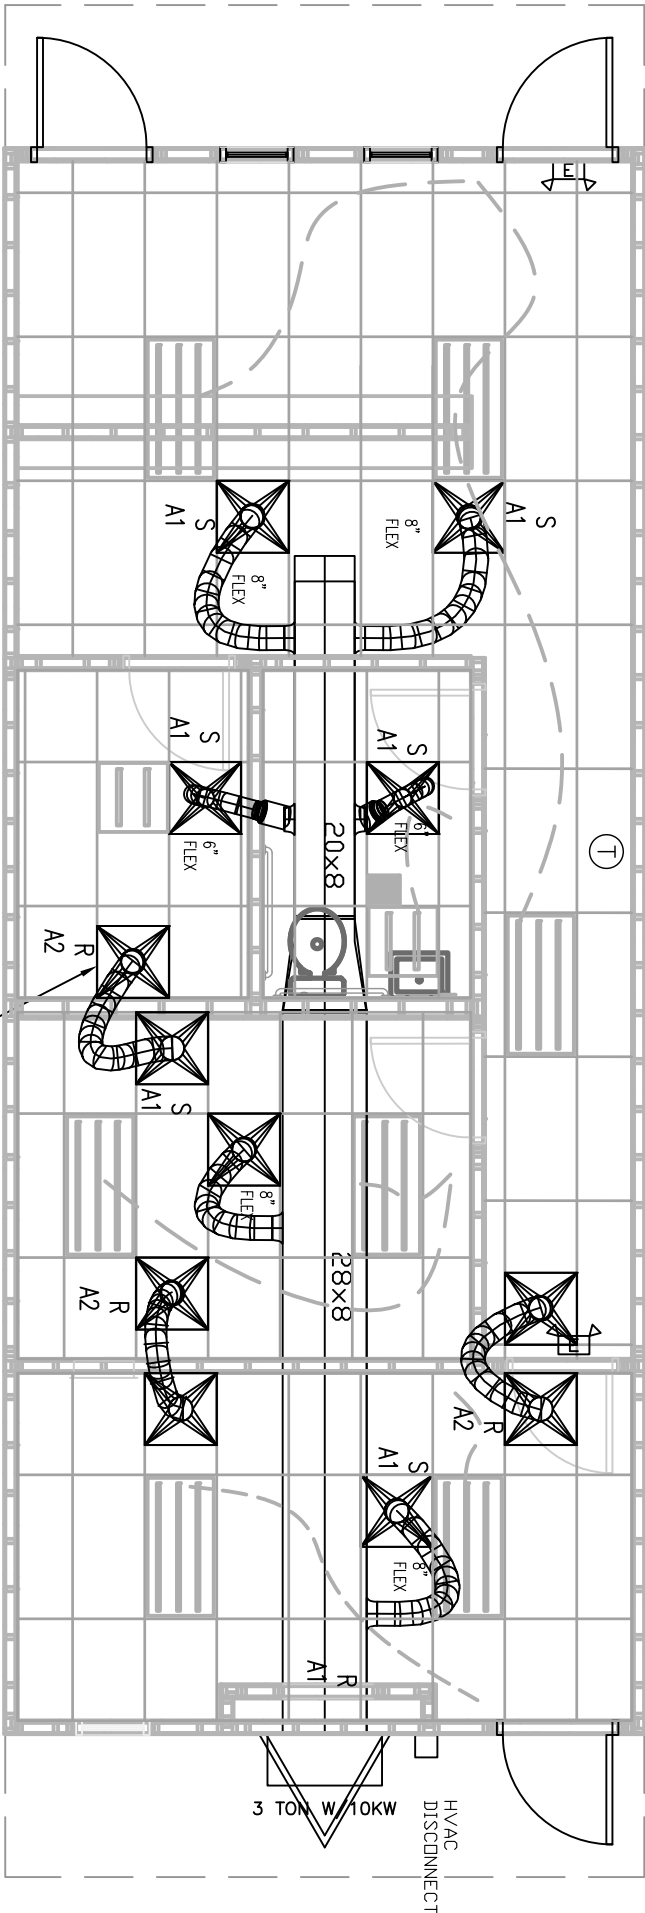 E
S
A1
8"
FLEX
S
A1
8"
FLEX
S
A1
6"
FLEX
S
A1
6"
FLEX
20x8
T
R
A2
S
A1
8"
FLEX
28x8
R
A2
E
R
A2
S
A1
8"
FLEX
R
A1
3 TON W/10KW
HVAC
DISCONNECT